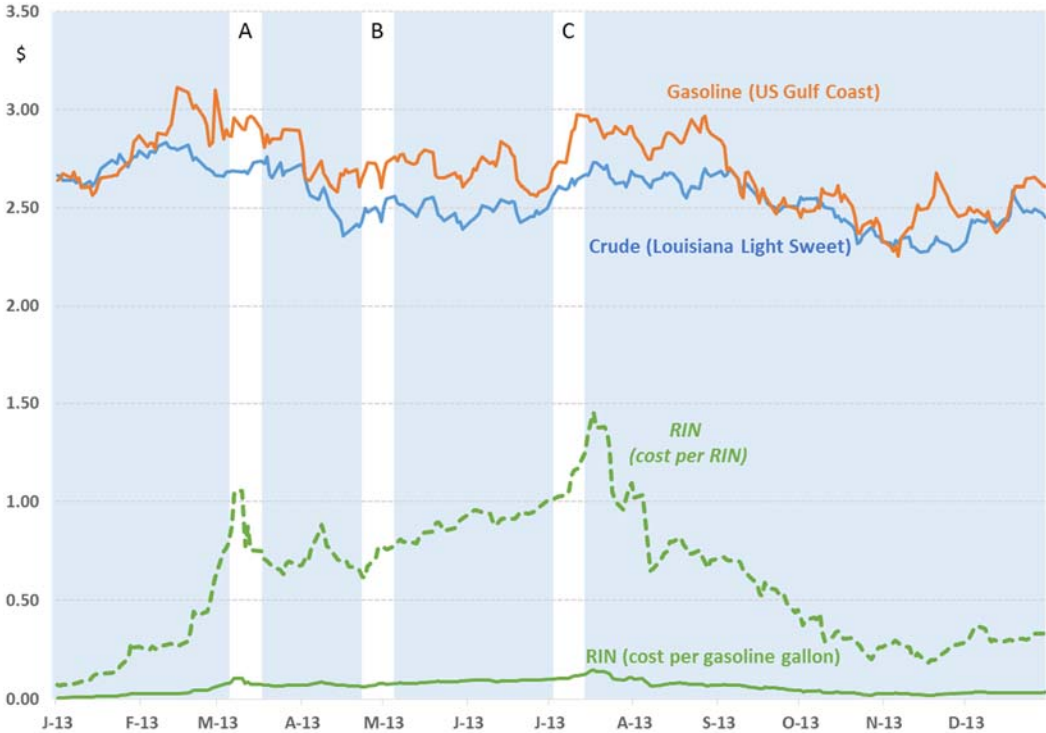 3.50
A
B
C
$
3.00
Gasoline (US Gulf Coast)
2.50
Crude (Louisiana Light Sweet)
2.00
1.50
RIN
(cost per RIN)
1.00
0.50
RIN (cost per gasoline gallon)
0.00
J-13 F-13 M-13 A-13 M-13 J-13 J-13 A-13 S-13 O-13 N-13 D-13